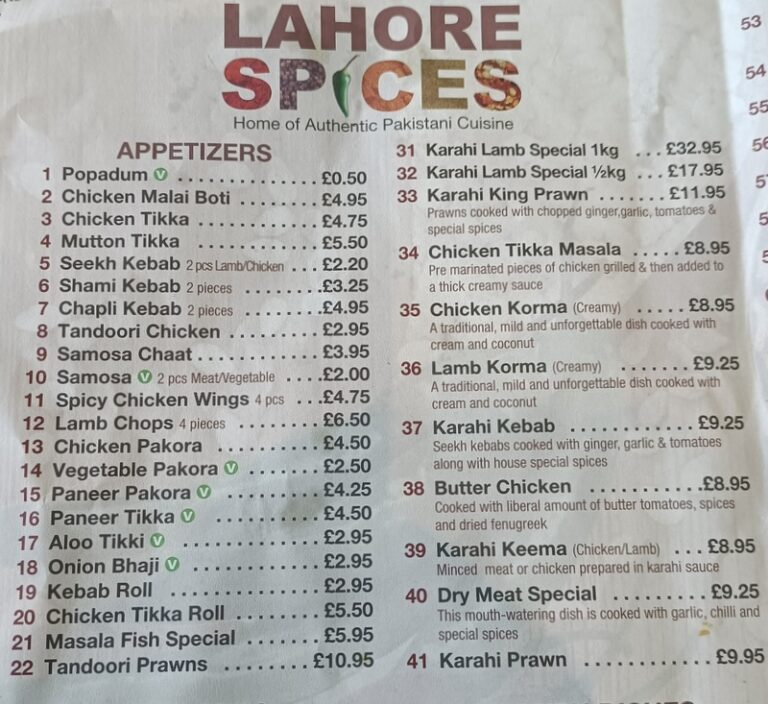 LAHORE
SPICES
Home of Authentic Pakistani Cuisine
APPETIZERS
1 Popadum V . . . . . . . . . . . . . . £0.50
2 Chicken Malai Boti . . . . . . . . £4.95
3 Chicken Tikka . . . . . . . . . . . . £4.75
4 Mutton Tikka . . . . . . . . . . . . £5.50
5 Seekh Kebab 2 pcs Lamb/Chicken . . . £2.20
6 Shami Kebab 2 pieces . . . . . . . . .£3.25
7 Chapli Kebab 2 pieces . . . . . . . . .£4.95
8 Tandoori Chicken . . . . . . . . . £2.95
9 Samosa Chaat . . . . . . . . . . . . £3.95
10 Samosa V 2 pcs Meat/Vegetable . . . .£2.00
11 Spicy Chicken Wings 4 pcs . . .£4.75
12 Lamb Chops 4 pieces . . . . . . . . £6.50
13 Chicken Pakora . . . . . . . . . . £4.50
14 Vegetable Pakora V . . . . . . . £2.50
15 Paneer Pakora V . . . . . . . . . £4.25
16 Paneer Tikka V . . . . . . . . . . £4.50
17 Aloo Tikki V . . . . . . . . . . . . £2.95
18 Onion Bhaji V . . . . . . . . . . . £2.95
19 Kebab Roll . . . . . . . . . . . . . £2.95
20 Chicken Tikka Roll . . . . . . . . £5.50
21 Masala Fish Special . . . . . . . £5.95
22 Tandoori Prawns . . . . . . . . £10.95
31 Karahi Lamb Special 1kg . . . £32.95
32 Karahi Lamb Special ½kg . . . £17.95
33 Karahi King Prawn . . . . . . . £11.95
Prawns cooked with chopped ginger,garlic, tomatoes &
special spices
34 Chicken Tikka Masala . . . . . £8.95
Pre marinated pieces of chicken grilled & then added to
a thick creamy sauce
35 Chicken Korma (Creamy) . . . . . £8.95
A traditional, mild and unforgettable dish cooked with
cream and coconut
36 Lamb Korma (Creamy) . . . . . . . £9.25
A traditional, mild and unforgettable dish cooked with
cream and coconut
37 Karahi Kebab . . . . . . . . . . . . £9.25
Seekh kebabs cooked with ginger, garlic & tomatoes
along with house special spices
38 Butter Chicken . . . . . . . . . . .£8.95
Cooked with liberal amount of butter tomatoes, spices
and dried fenugreek
39 Karahi Keema (Chicken/Lamb) . . . £8.95
Minced meat or chicken prepared in karahi sauce
40 Dry Meat Special . . . . . . . . . £9.25
This mouth-watering dish is cooked with garlic, chilli and
special spices
41 Karahi Prawn . . . . . . . . . . . . £9.95
53
54
55